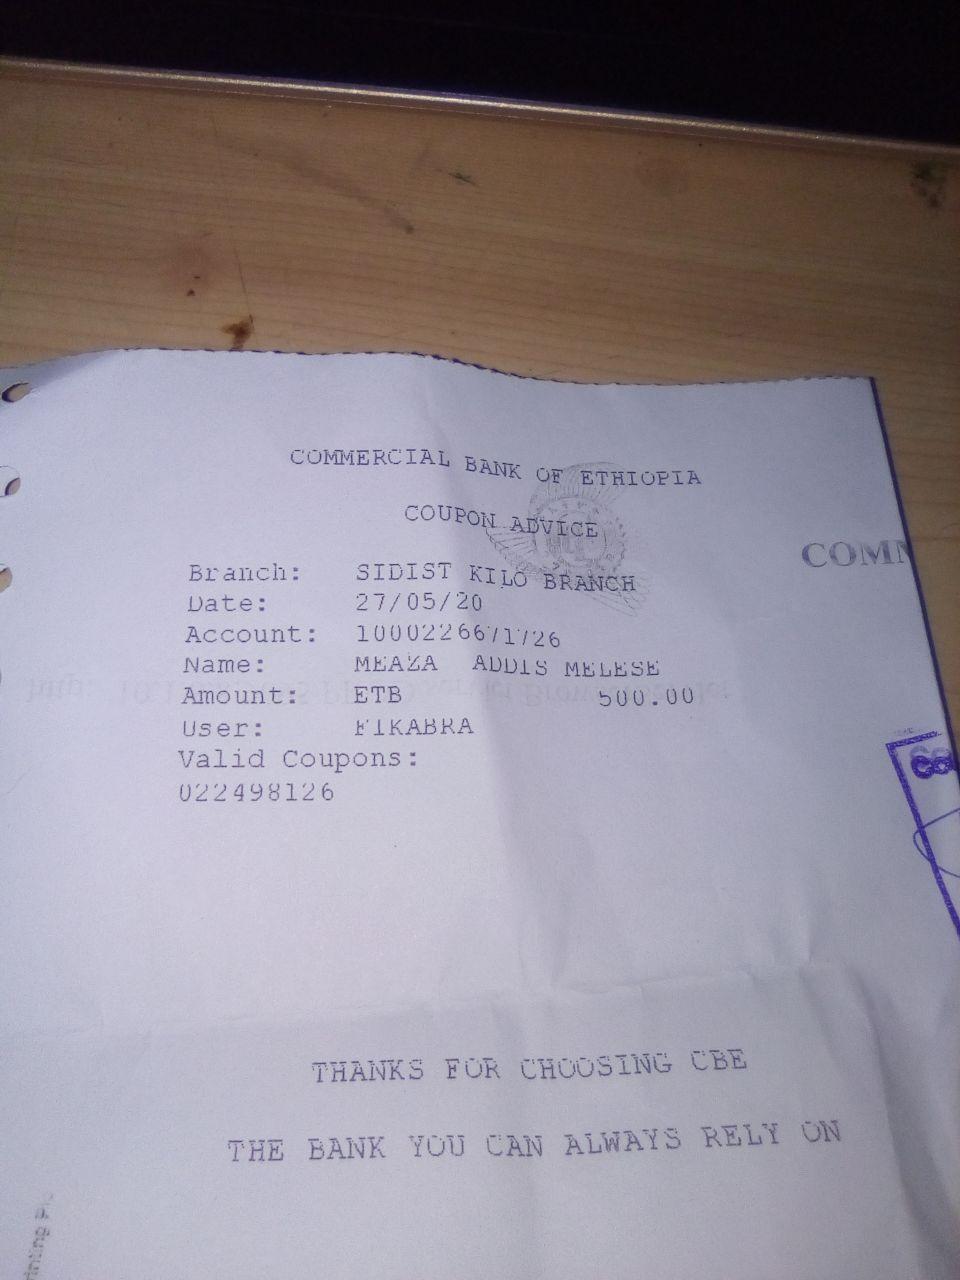 COMMERCIAL BANK OF ETHIOPIA
COUPON ADVICE
COMM
Branch: SIDIST KILO BRANCH
Date: 27/05/20
Account: 1000226671726
Name: MEAZA ADDIS MELESE
Amount: ETB 500.00
User: FIKABRA
Valid Coupons:
022498126
THANKS FOR CHOOSING CBE
THE BANK YOU CAN ALWAYS RELY ON